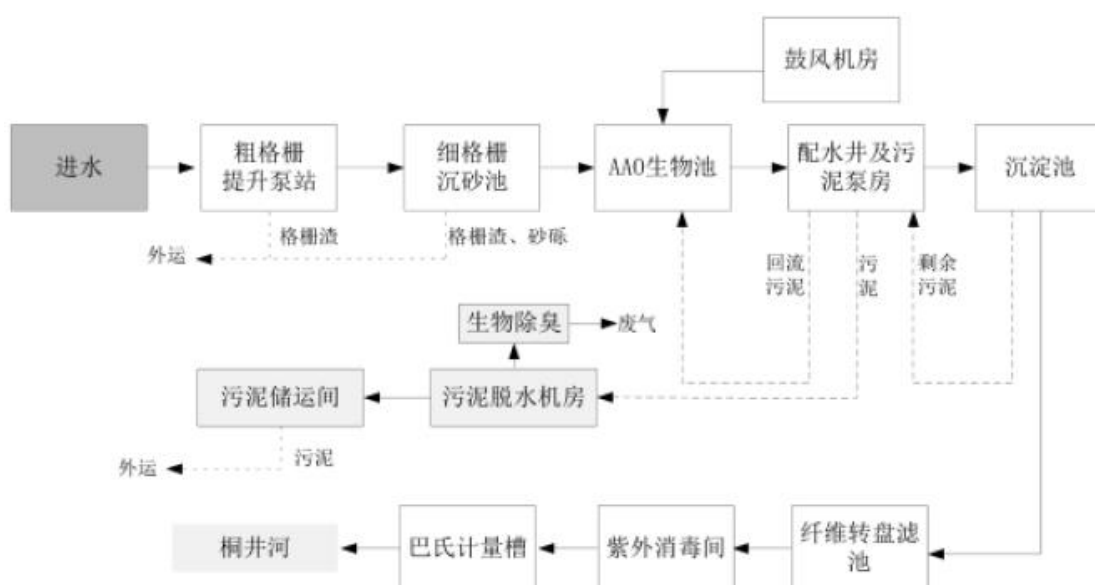 鼓风机房
进水
粗格栅
提升泵站
细格栅
沉砂池
AAO生物池
配水井及污
泥泵房
沉淀池
格栅渣
格栅渣、砂砾
外运
回流
污泥
污
泥
剩余
污泥
生物除臭
废气
污泥储运间
污泥脱水机房
污泥
外运
桐井河
巴氏计量槽
紫外消毒间
纤维转盘滤
池